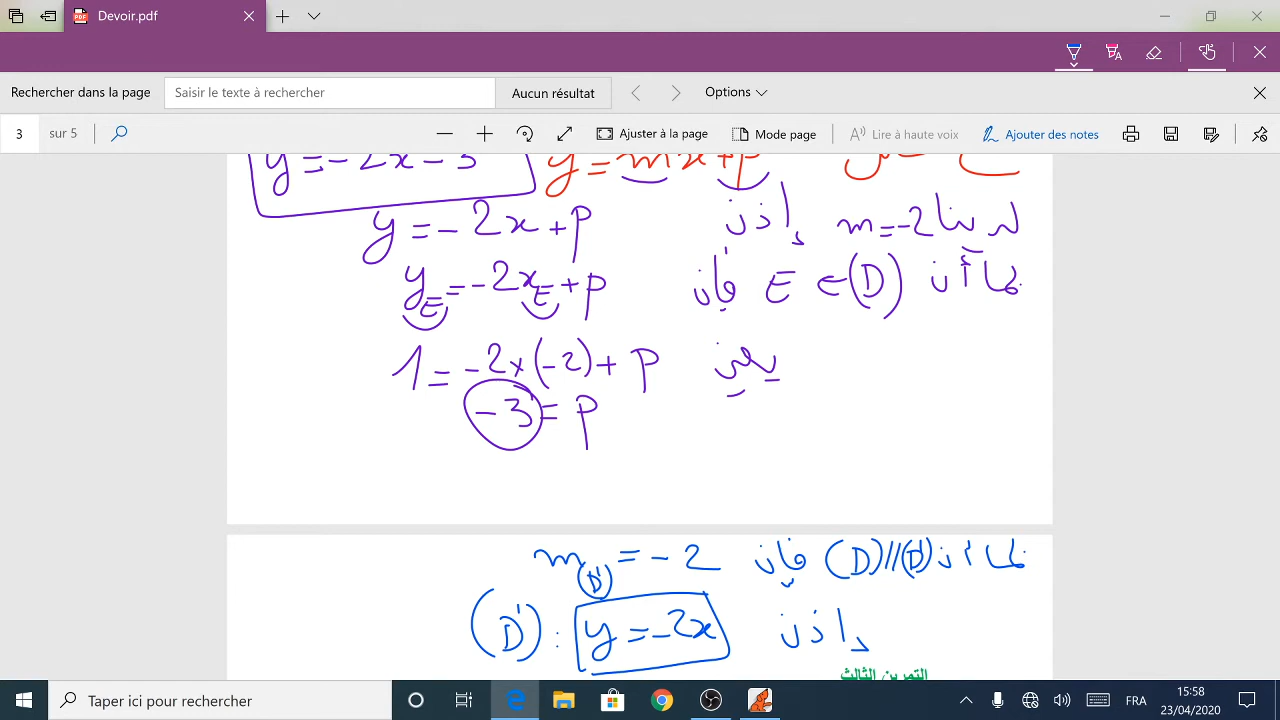 Devoir.pdf
Rechercher dans la page
Saisir le texte à rechercher
Aucun résultat
Options
3 sur 5
Ajuster à la page
Mode page
Lire à haute voix
Ajouter des notes
y = -2x - 3
y = mx + p
لدينا m = -2 إذن y = -2x + p
بما أن E ∈ (D) فإن y_E = -2x_E + p
يعني 1 = -2 × (-2) + p
-3 = p
بما أن (D) // (D') فإن m_(D') = -2
إذن (D') : y = -2x
التمرين الثالث
Taper ici pour rechercher
FRA
15:58
23/04/2020